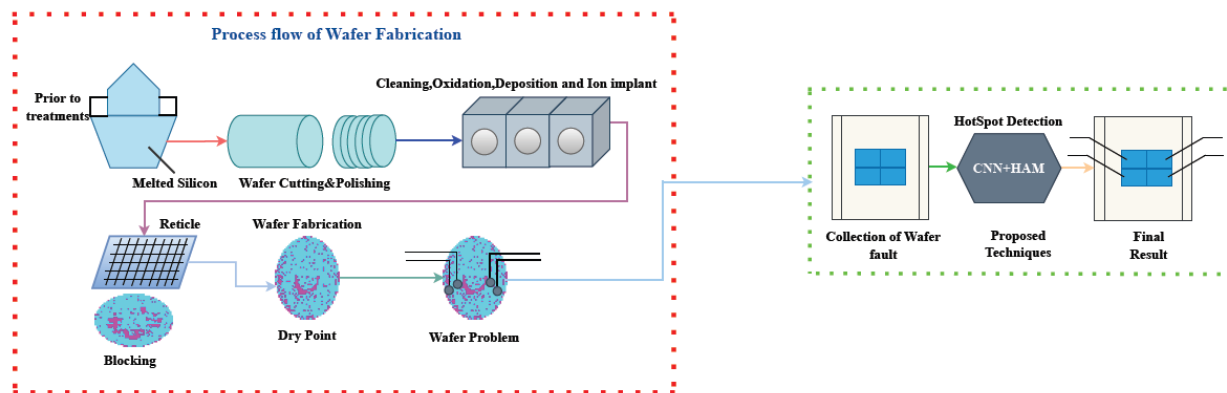 Process flow of Wafer Fabrication
Cleaning,Oxidation,Deposition and Ion implant
Prior to
treatments
Melted Silicon
Wafer Cutting&Polishing
Reticle
Wafer Fabrication
Blocking
Dry Point
Wafer Problem
HotSpot Detection
CNN+HAM
Collection of Wafer
fault
Proposed
Techniques
Final
Result